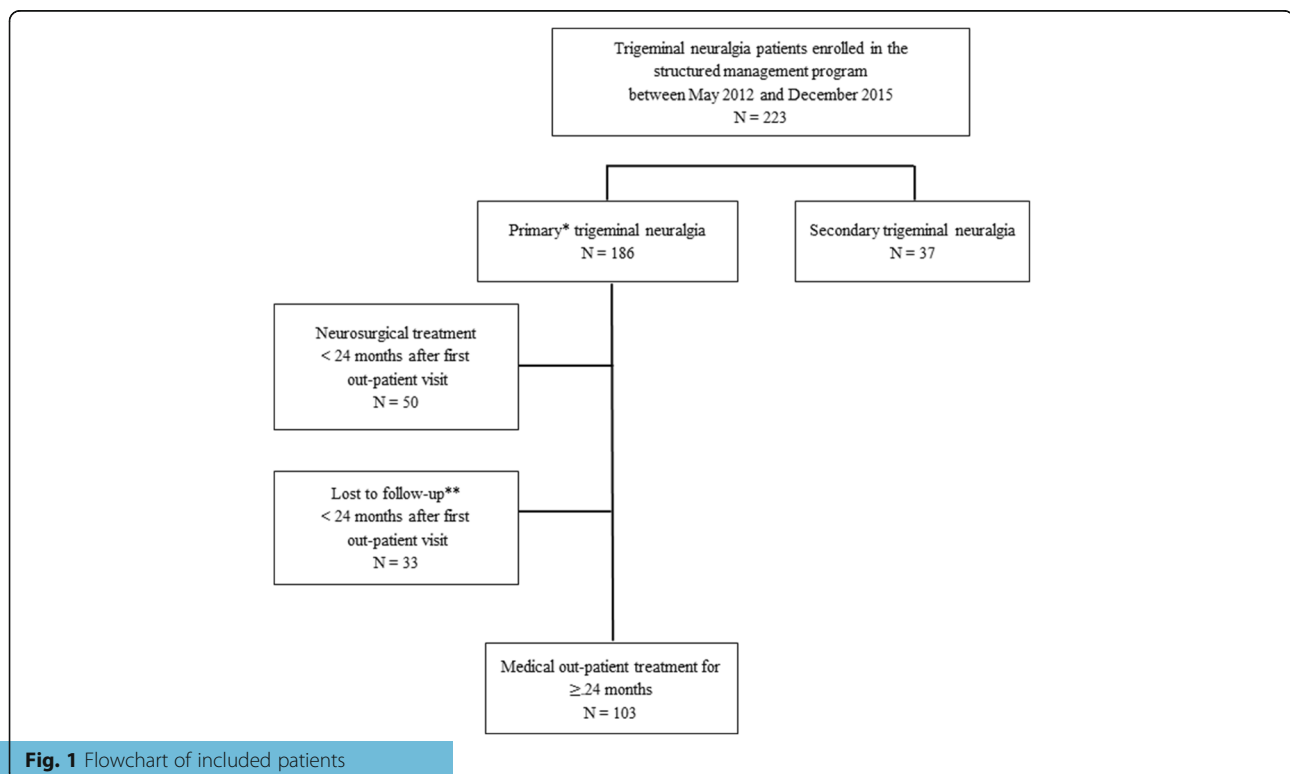 Trigeminal neuralgia patients enrolled in the
structured management program
between May 2012 and December 2015
N = 223
Primary* trigeminal neuralgia
N = 186
Secondary trigeminal neuralgia
N = 37
Neurosurgical treatment
< 24 months after first
out-patient visit
N = 50
Lost to follow-up**
< 24 months after first
out-patient visit
N = 33
Medical out-patient treatment for
≥ 24 months
N = 103
Fig. 1 Flowchart of included patients